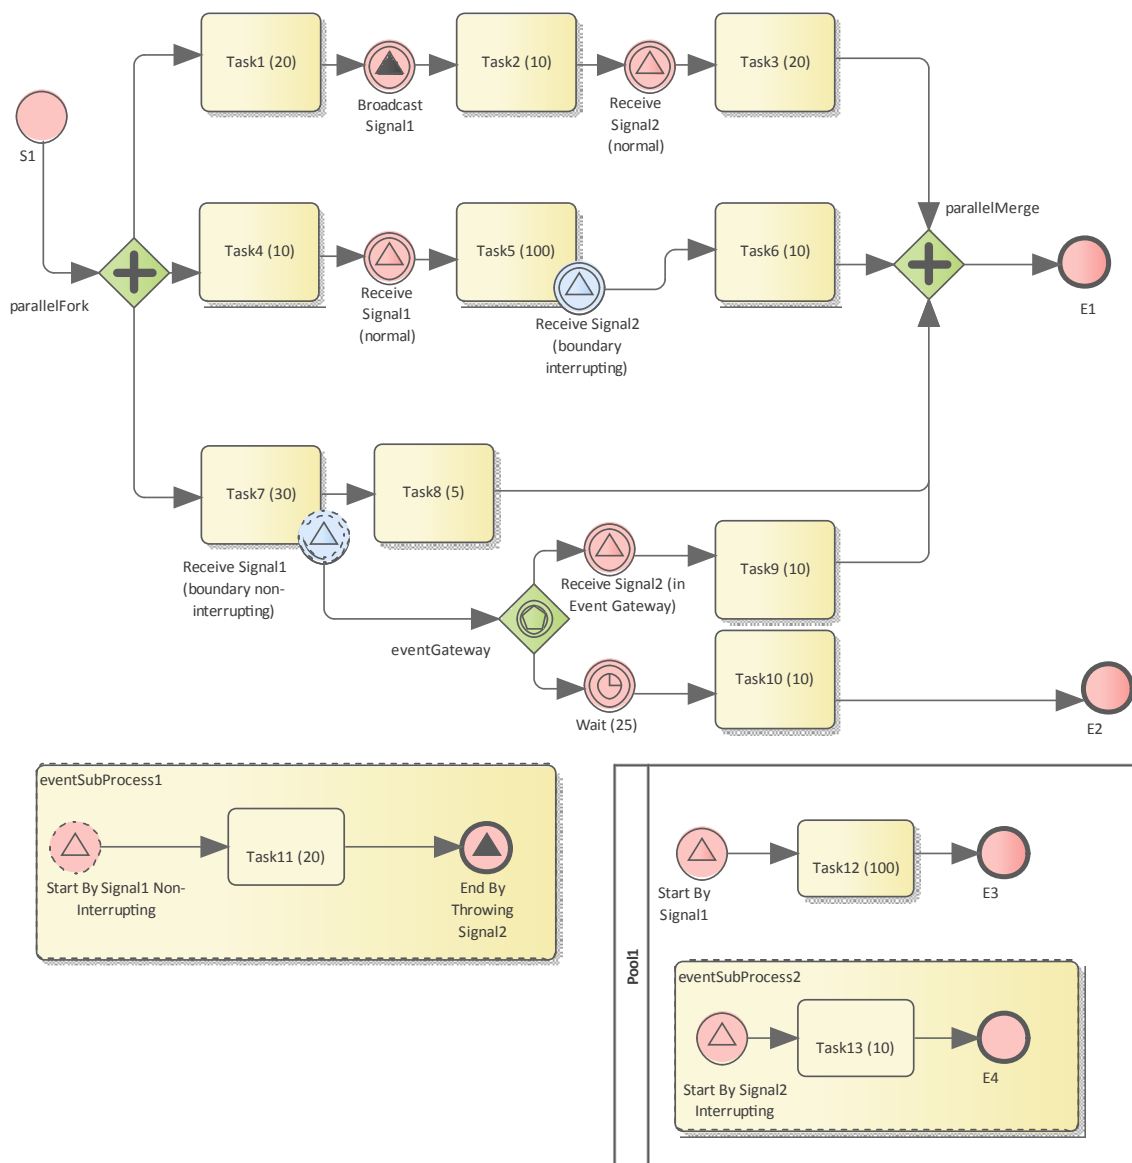 Task1 (20)
Broadcast
Signal1
Task2 (10)
Receive
Signal2
(normal)
Task3 (20)
S1
parallelFork
Task4 (10)
Receive
Signal1
(normal)
Task5 (100)
Receive Signal2
(boundary
interrupting)
Task6 (10)
parallelMerge
E1
Task7 (30)
Receive Signal1
(boundary non-
interrupting)
Task8 (5)
eventGateway
Receive Signal2 (in
Event Gateway)
Task9 (10)
Wait (25)
Task10 (10)
E2
eventSubProcess1
Start By Signal1 Non-
Interrupting
Task11 (20)
End By
Throwing
Signal2
Pool1
Start By
Signal1
Task12 (100)
E3
eventSubProcess2
Start By Signal2
Interrupting
Task13 (10)
E4